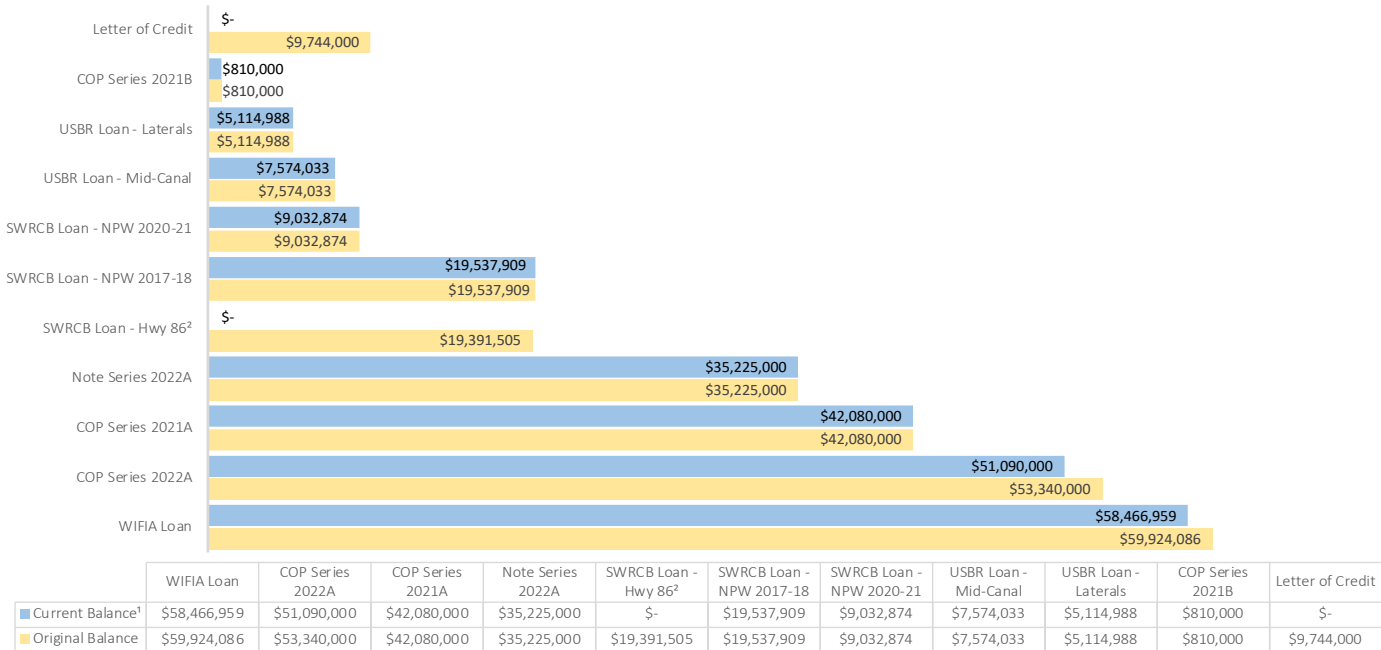 Letter of Credit
$-
$9,744,000
COP Series 2021B
$810,000
$810,000
USBR Loan - Laterals
$5,114,988
$5,114,988
USBR Loan - Mid-Canal
$7,574,033
$7,574,033
SWRCB Loan - NPW 2020-21
$9,032,874
$9,032,874
SWRCB Loan - NPW 2017-18
$19,537,909
$19,537,909
SWRCB Loan - Hwy 86²
$-
$19,391,505
Note Series 2022A
$35,225,000
$35,225,000
COP Series 2021A
$42,080,000
$42,080,000
COP Series 2022A
$51,090,000
$53,340,000
WIFIA Loan
$58,466,959
$59,924,086
WIFIA Loan COP Series 2022A COP Series 2021A Note Series 2022A SWRCB Loan - Hwy 86² SWRCB Loan - NPW 2017-18 SWRCB Loan - NPW 2020-21 USBR Loan - Mid-Canal USBR Loan - Laterals COP Series 2021B Letter of Credit
Current Balance¹ $58,466,959 $51,090,000 $42,080,000 $35,225,000 $- $19,537,909 $9,032,874 $7,574,033 $5,114,988 $810,000 $-
Original Balance $59,924,086 $53,340,000 $42,080,000 $35,225,000 $19,391,505 $19,537,909 $9,032,874 $7,574,033 $5,114,988 $810,000 $9,744,000